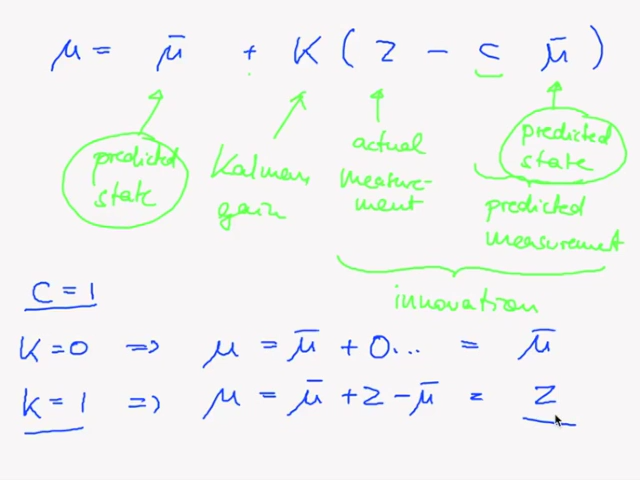 μ = μ̄ + K ( z − C μ̄ )
predicted state
Kalman gain
actual measurement
predicted state
predicted measurement
innovation
C = 1
K = 0 => μ = μ̄ + 0... = μ̄
k = 1 => μ = μ̄ + z − μ̄ = z